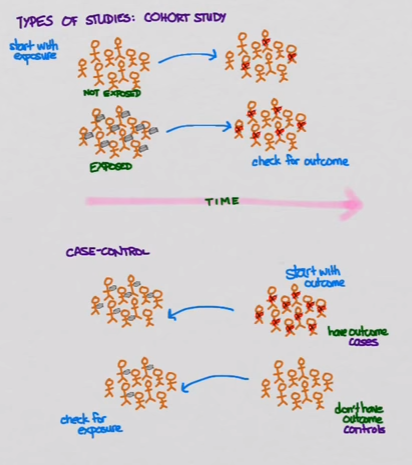 TYPES OF STUDIES: COHORT STUDY
start with
exposure
NOT EXPOSED
EXPOSED
check for outcome
TIME
CASE-CONTROL
start with
outcome
have outcome
cases
check for
exposure
don't have
outcome
controls